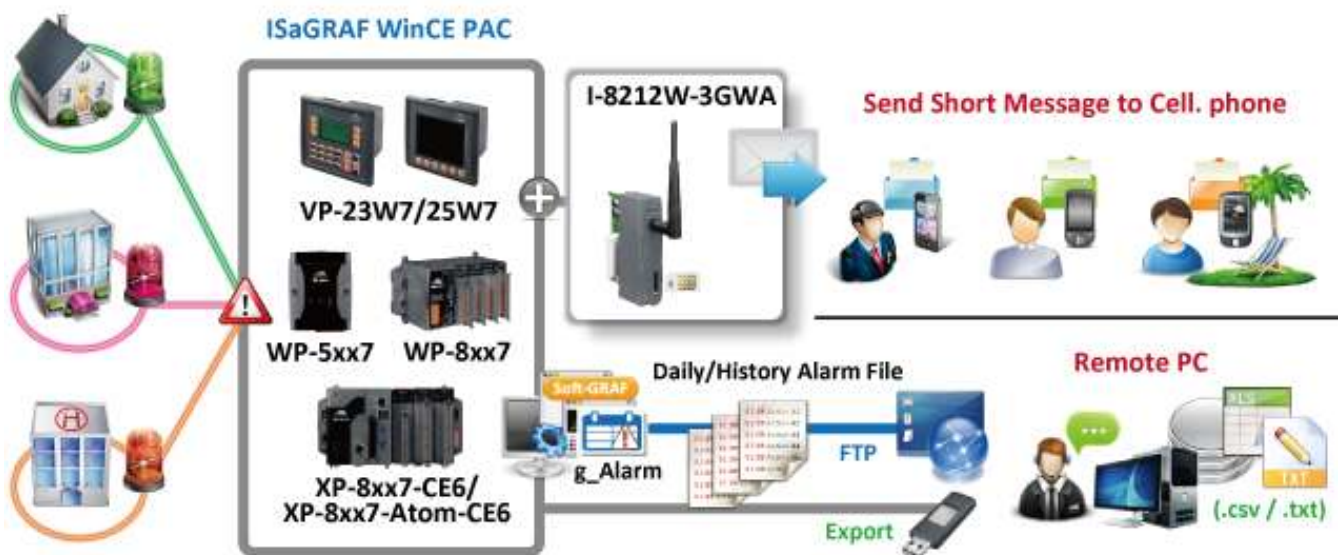 ISaGRAF WinCE PAC
I-8212W-3GWA
Send Short Message to Cell. phone
VP-23W7/25W7
WP-5xx7
WP-8xx7
XP-8xx7-CE6/
XP-8xx7-Atom-CE6
Soft-GRAF
g_Alarm
Daily/History Alarm File
FTP
Export
Remote PC
XLS
TXT
(.csv / .txt)
H